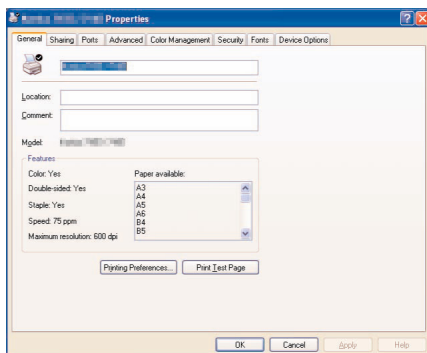 Properties
General Sharing Ports Advanced Color Management Security Fonts Device Options
Location:
Comment:
Model:
Features
Color: Yes
Double-sided: Yes
Staple: Yes
Speed: 75 ppm
Maximum resolution: 600 dpi
Paper available:
A3
A4
A5
A6
B4
B5
Printing Preferences...
Print Test Page
OK Cancel Apply Help